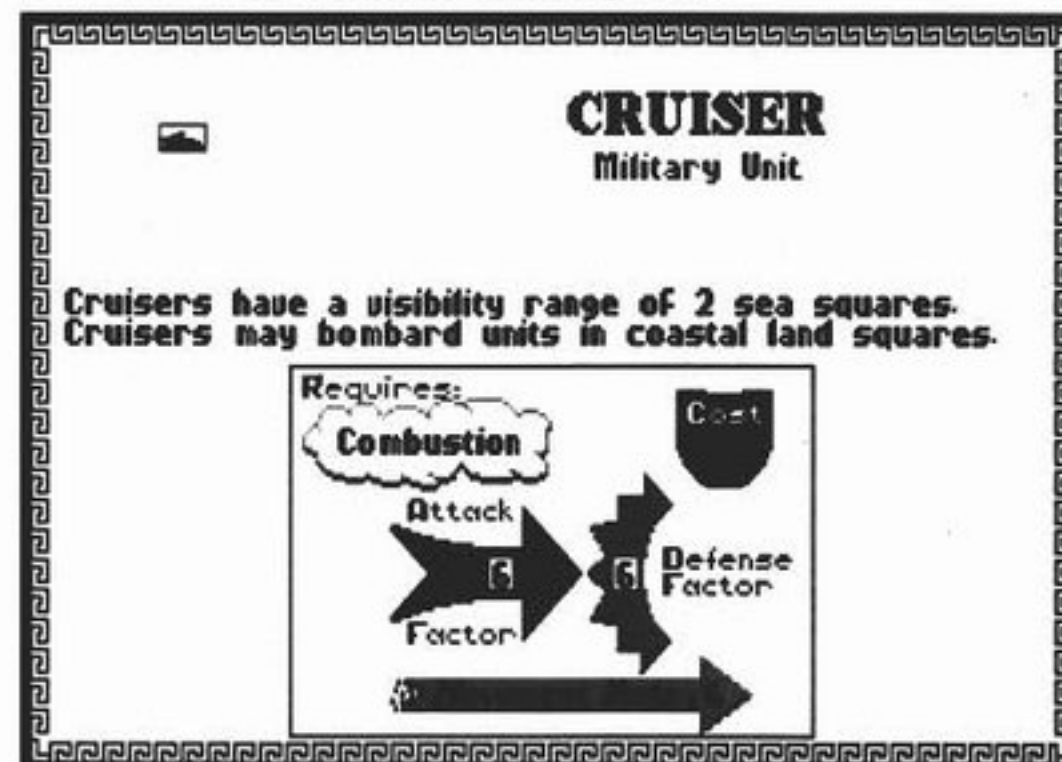 CRUISER
Military Unit
Cruisers have a visibility range of 2 sea squares.
Cruisers may bombard units in coastal land squares.
Requires:
Combustion
Cost
Attack
6
Factor
6
Defense
Factor